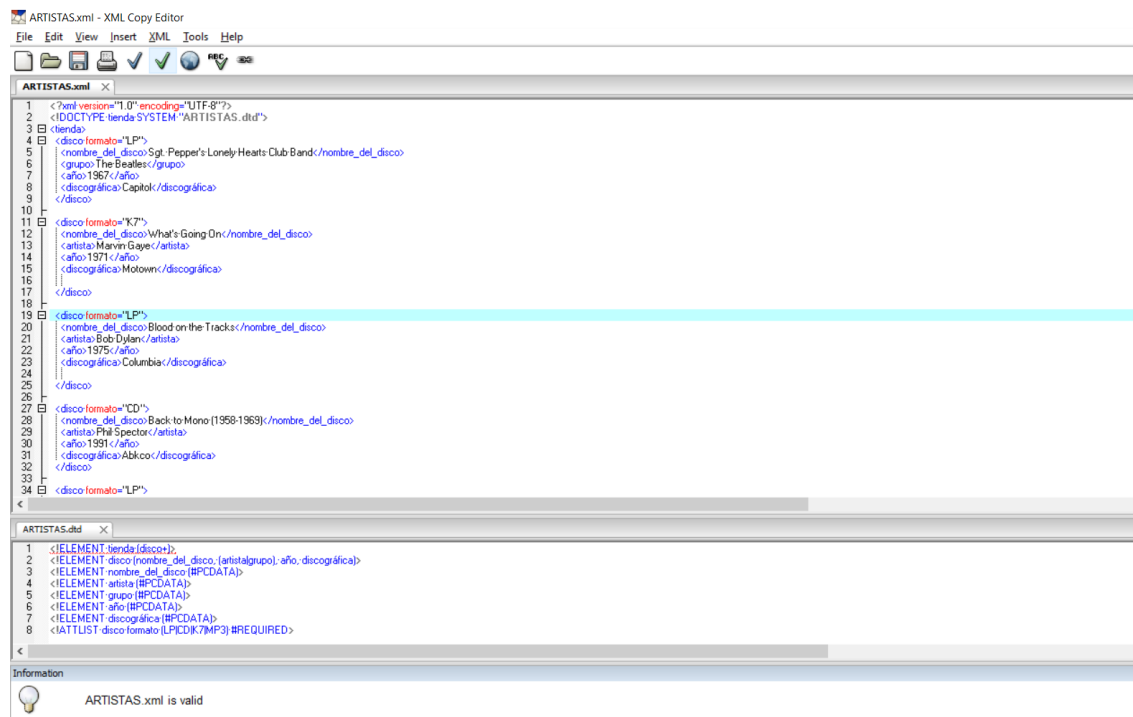 ARTISTAS.xml - XML Copy Editor
File Edit View Insert XML Tools Help
ABC
ARTISTAS.xml
1 <?xml version="1.0" encoding="UTF-8"?>
2 <!DOCTYPE tienda SYSTEM "ARTISTAS.dtd">
3 <tienda>
4 <disco formato="LP">
5 <nombre_del_disco>Sgt. Pepper's Lonely Hearts Club Band</nombre_del_disco>
6 <grupo>The Beatles</grupo>
7 <año>1967</año>
8 <discográfica>Capitol</discográfica>
9 </disco>
10
11 <disco formato="K7">
12 <nombre_del_disco>What's Going On</nombre_del_disco>
13 <artista>Marvin Gaye</artista>
14 <año>1971</año>
15 <discográfica>Motown</discográfica>
16
17 </disco>
18
19 <disco formato="LP">
20 <nombre_del_disco>Blood on the Tracks</nombre_del_disco>
21 <artista>Bob Dylan</artista>
22 <año>1975</año>
23 <discográfica>Columbia</discográfica>
24
25 </disco>
26
27 <disco formato="CD">
28 <nombre_del_disco>Back to Mono (1958-1969)</nombre_del_disco>
29 <artista>Phil Spector</artista>
30 <año>1991</año>
31 <discográfica>Abkco</discográfica>
32 </disco>
33
34 <disco formato="LP">
ARTISTAS.dtd
1 <!ELEMENT tienda (disco+)>
2 <!ELEMENT disco (nombre_del_disco, (artista|grupo), año, discográfica)>
3 <!ELEMENT nombre_del_disco (#PCDATA)>
4 <!ELEMENT artista (#PCDATA)>
5 <!ELEMENT grupo (#PCDATA)>
6 <!ELEMENT año (#PCDATA)>
7 <!ELEMENT discográfica (#PCDATA)>
8 <!ATTLIST disco formato (LP|CD|K7|MP3) #REQUIRED>
Information
ARTISTAS.xml is valid